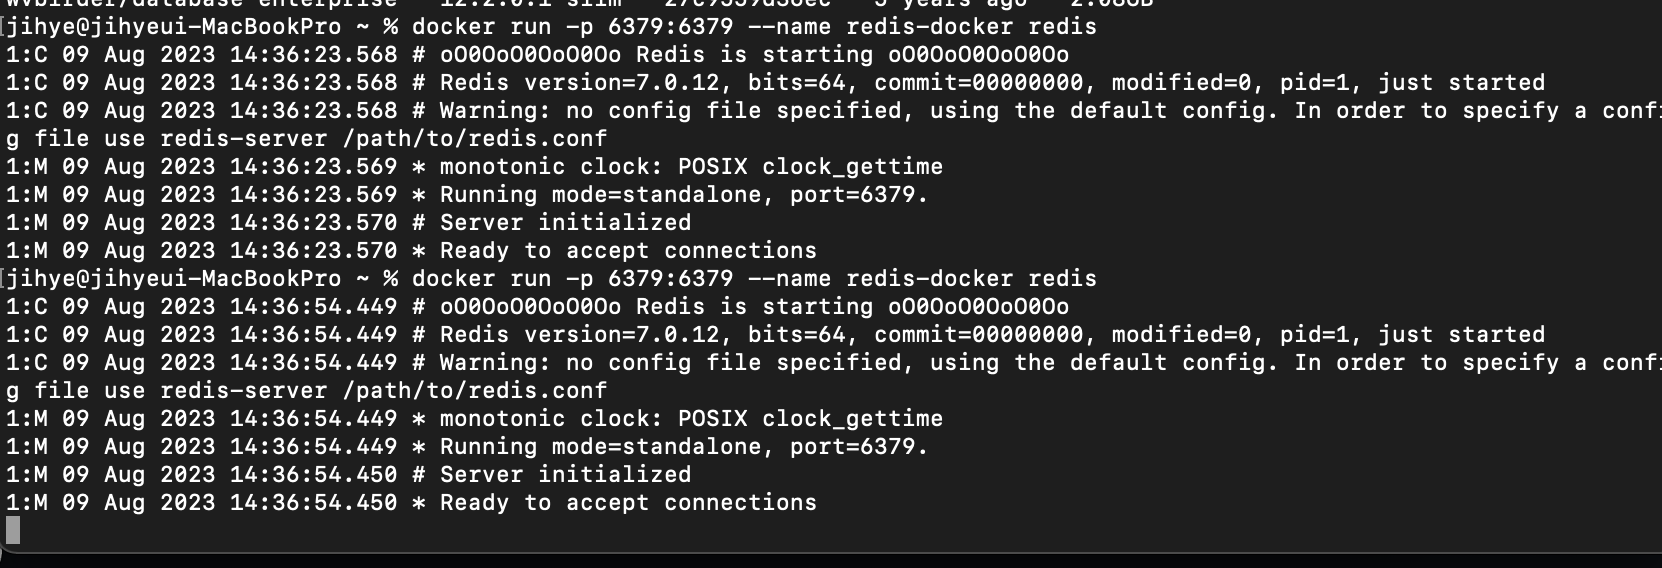 jihye@jihyeui-MacBookPro ~ % docker run -p 6379:6379 --name redis-docker redis
1:C 09 Aug 2023 14:36:23.568 # oO0OoO0OoO0Oo Redis is starting oO0OoO0OoO0Oo
1:C 09 Aug 2023 14:36:23.568 # Redis version=7.0.12, bits=64, commit=00000000, modified=0, pid=1, just started
1:C 09 Aug 2023 14:36:23.568 # Warning: no config file specified, using the default config. In order to specify a confi
g file use redis-server /path/to/redis.conf
1:M 09 Aug 2023 14:36:23.569 * monotonic clock: POSIX clock_gettime
1:M 09 Aug 2023 14:36:23.569 * Running mode=standalone, port=6379.
1:M 09 Aug 2023 14:36:23.570 # Server initialized
1:M 09 Aug 2023 14:36:23.570 * Ready to accept connections
jihye@jihyeui-MacBookPro ~ % docker run -p 6379:6379 --name redis-docker redis
1:C 09 Aug 2023 14:36:54.449 # oO0OoO0OoO0Oo Redis is starting oO0OoO0OoO0Oo
1:C 09 Aug 2023 14:36:54.449 # Redis version=7.0.12, bits=64, commit=00000000, modified=0, pid=1, just started
1:C 09 Aug 2023 14:36:54.449 # Warning: no config file specified, using the default config. In order to specify a confi
g file use redis-server /path/to/redis.conf
1:M 09 Aug 2023 14:36:54.449 * monotonic clock: POSIX clock_gettime
1:M 09 Aug 2023 14:36:54.449 * Running mode=standalone, port=6379.
1:M 09 Aug 2023 14:36:54.450 # Server initialized
1:M 09 Aug 2023 14:36:54.450 * Ready to accept connections